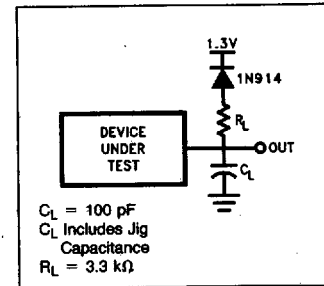 1.3V
1N914
RL
DEVICE
UNDER
TEST
OUT
CL
CL = 100 pF
CL Includes Jig
Capacitance
RL = 3.3 kΩ